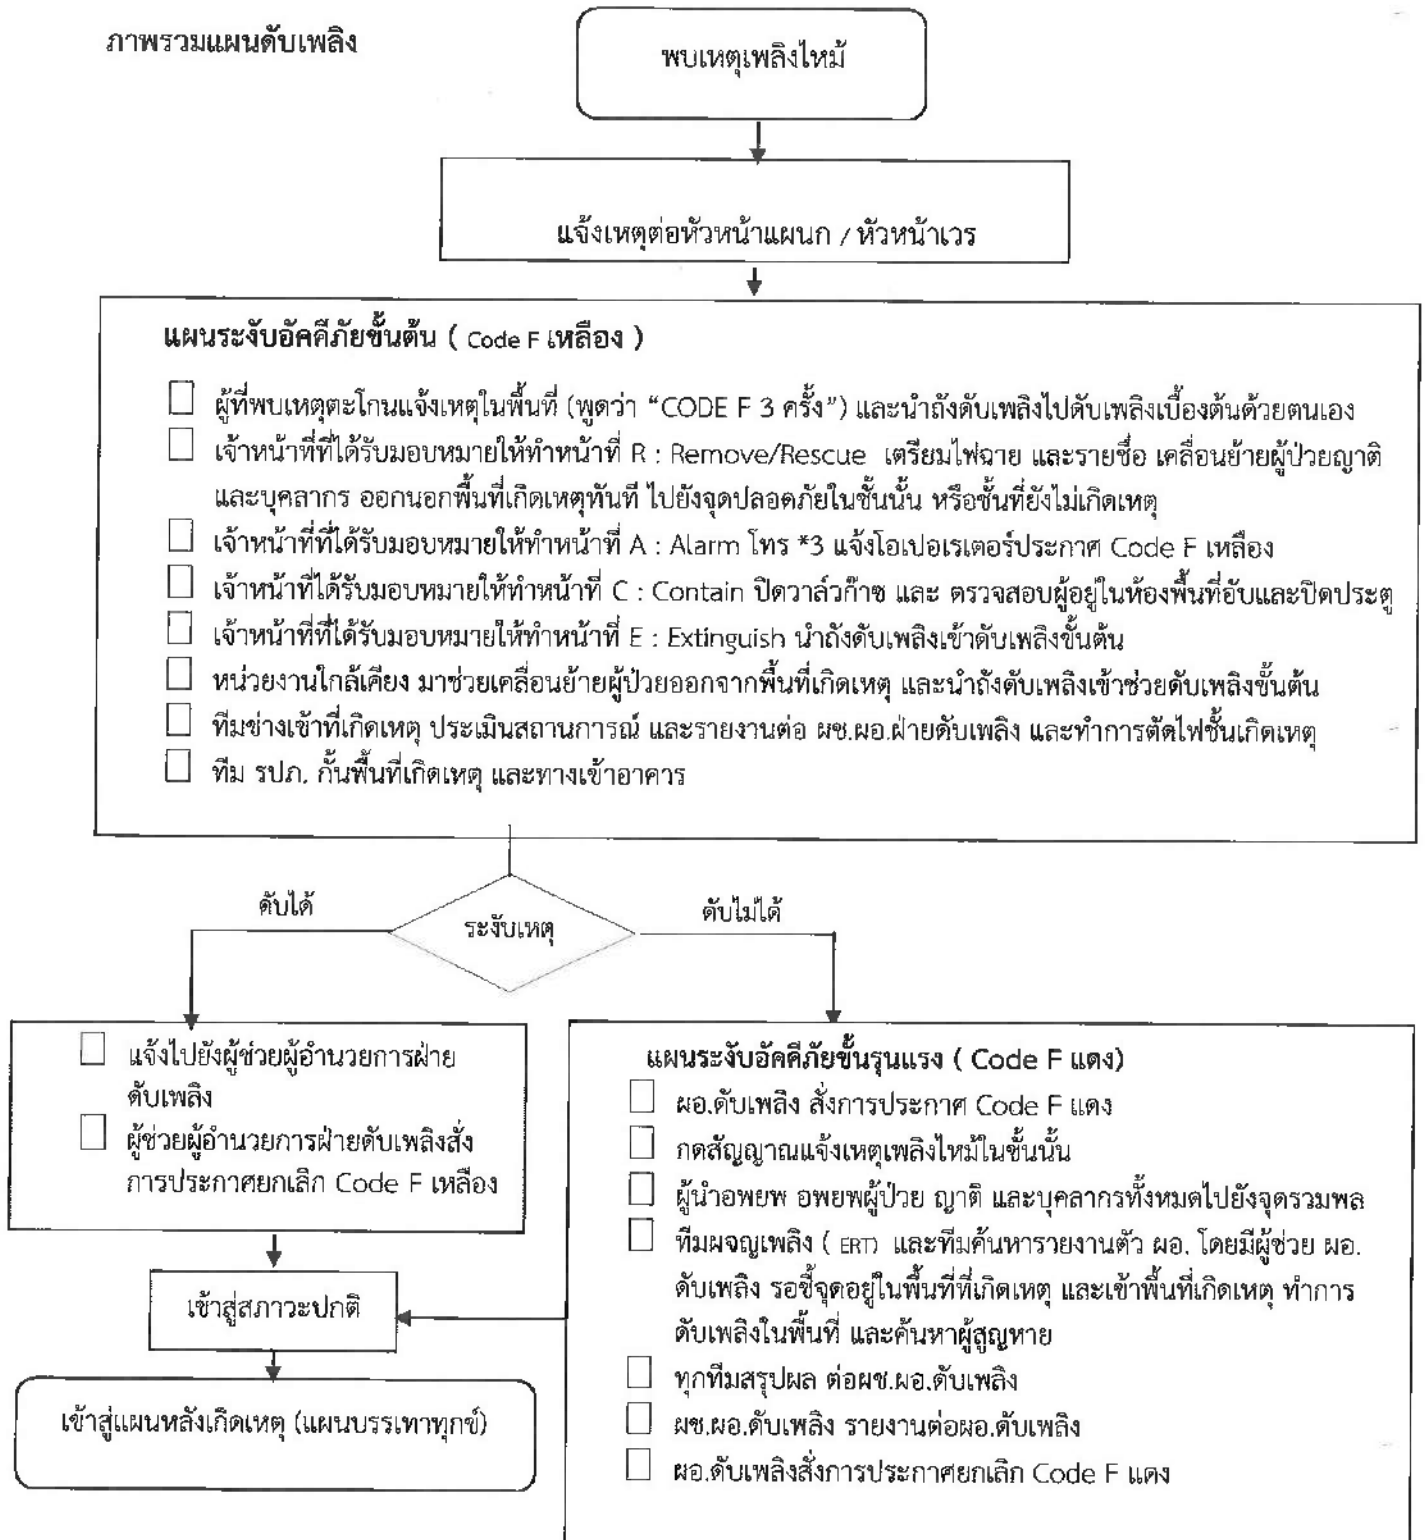 ภาพรวมแผนดับเพลิง
พบเหตุเพลิงไหม้
แจ้งเหตุต่อหัวหน้าแผนก / หัวหน้าเวร
แผนระงับอัคคีภัยขั้นต้น ( Code F เหลือง )
ผู้ที่พบเหตุตะโกนแจ้งเหตุในพื้นที่ (พูดว่า “CODE F 3 ครั้ง”) และนำถังดับเพลิงไปดับเพลิงเบื้องต้นด้วยตนเอง
เจ้าหน้าที่ที่ได้รับมอบหมายให้ทำหน้าที่ R : Remove/Rescue เตรียมไฟฉาย และรายชื่อ เคลื่อนย้ายผู้ป่วยญาติ
และบุคลากร ออกนอกพื้นที่เกิดเหตุทันที ไปยังจุดปลอดภัยในชั้นนั้น หรือชั้นที่ยังไม่เกิดเหตุ
เจ้าหน้าที่ที่ได้รับมอบหมายให้ทำหน้าที่ A : Alarm โทร *3 แจ้งโอเปอเรเตอร์ประกาศ Code F เหลือง
เจ้าหน้าที่ได้รับมอบหมายให้ทำหน้าที่ C : Contain ปิดวาล์วก๊าซ และ ตรวจสอบผู้อยู่ในห้องพื้นที่อับและปิดประตู
เจ้าหน้าที่ที่ได้รับมอบหมายให้ทำหน้าที่ E : Extinguish นำถังดับเพลิงเข้าดับเพลิงขั้นต้น
หน่วยงานใกล้เคียง มาช่วยเคลื่อนย้ายผู้ป่วยออกจากพื้นที่เกิดเหตุ และนำถังดับเพลิงเข้าช่วยดับเพลิงขั้นต้น
ทีมช่างเข้าที่เกิดเหตุ ประเมินสถานการณ์ และรายงานต่อ ผช.ผอ.ฝ่ายดับเพลิง และทำการตัดไฟชั้นเกิดเหตุ
ทีม รปภ. กั้นพื้นที่เกิดเหตุ และทางเข้าอาคาร
ดับได้
ระงับเหตุ
ดับไม่ได้
แจ้งไปยังผู้ช่วยผู้อำนวยการฝ่าย
ดับเพลิง
ผู้ช่วยผู้อำนวยการฝ่ายดับเพลิงสั่ง
การประกาศยกเลิก Code F เหลือง
เข้าสู่สภาวะปกติ
เข้าสู่แผนหลังเกิดเหตุ (แผนบรรเทาทุกข์)
แผนระงับอัคคีภัยขั้นรุนแรง ( Code F แดง)
ผอ.ดับเพลิง สั่งการประกาศ Code F แดง
กดสัญญาณแจ้งเหตุเพลิงไหม้ในชั้นนั้น
ผู้นำอพยพ อพยพผู้ป่วย ญาติ และบุคลากรทั้งหมดไปยังจุดรวมพล
ทีมผจญเพลิง ( ERT) และทีมค้นหารายงานตัว ผอ. โดยมีผู้ช่วย ผอ.
ดับเพลิง รอชี้จุดอยู่ในพื้นที่ที่เกิดเหตุ และเข้าพื้นที่เกิดเหตุ ทำการ
ดับเพลิงในพื้นที่ และค้นหาผู้สูญหาย
ทุกทีมสรุปผล ต่อผช.ผอ.ดับเพลิง
ผช.ผอ.ดับเพลิง รายงานต่อผอ.ดับเพลิง
ผอ.ดับเพลิงสั่งการประกาศยกเลิก Code F แดง